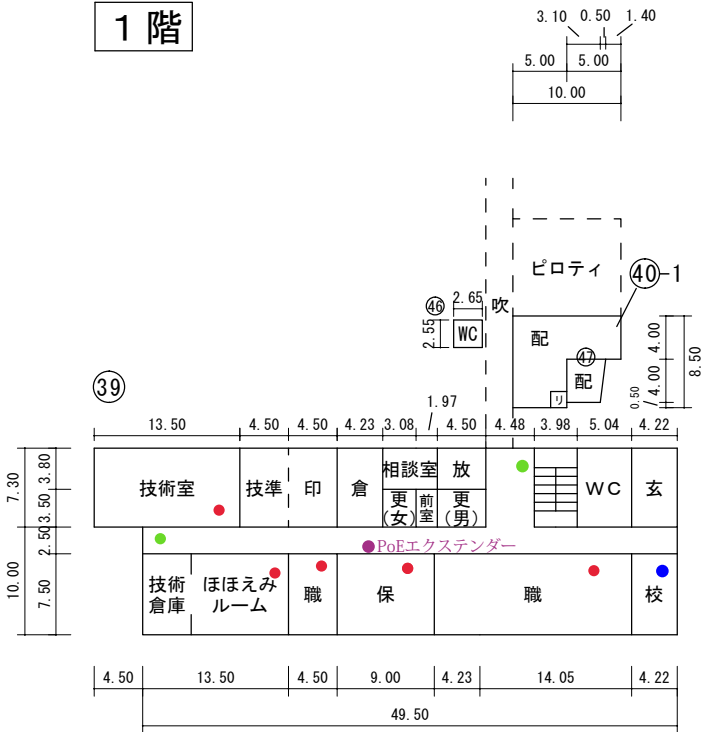 1階
3.10 0.50 1.40
5.00 5.00
10.00
ピロティ
40-1
46 2.65 吹
2.55 WC
配
47
配
リ
4.00
0.50 4.00
8.50
39
1.97
13.50 4.50 4.50 4.23 3.08 4.50 4.48 3.98 5.04 4.22
7.30
3.80
3.50
2.50
10.00
7.50
技術室 技準 印 倉 相談室 放 WC 玄
更(女) 前室 更(男)
PoEエクステンダー
技術倉庫
ほほえみルーム
職 保 職 校
4.50 13.50 4.50 9.00 4.23 14.05 4.22
49.50